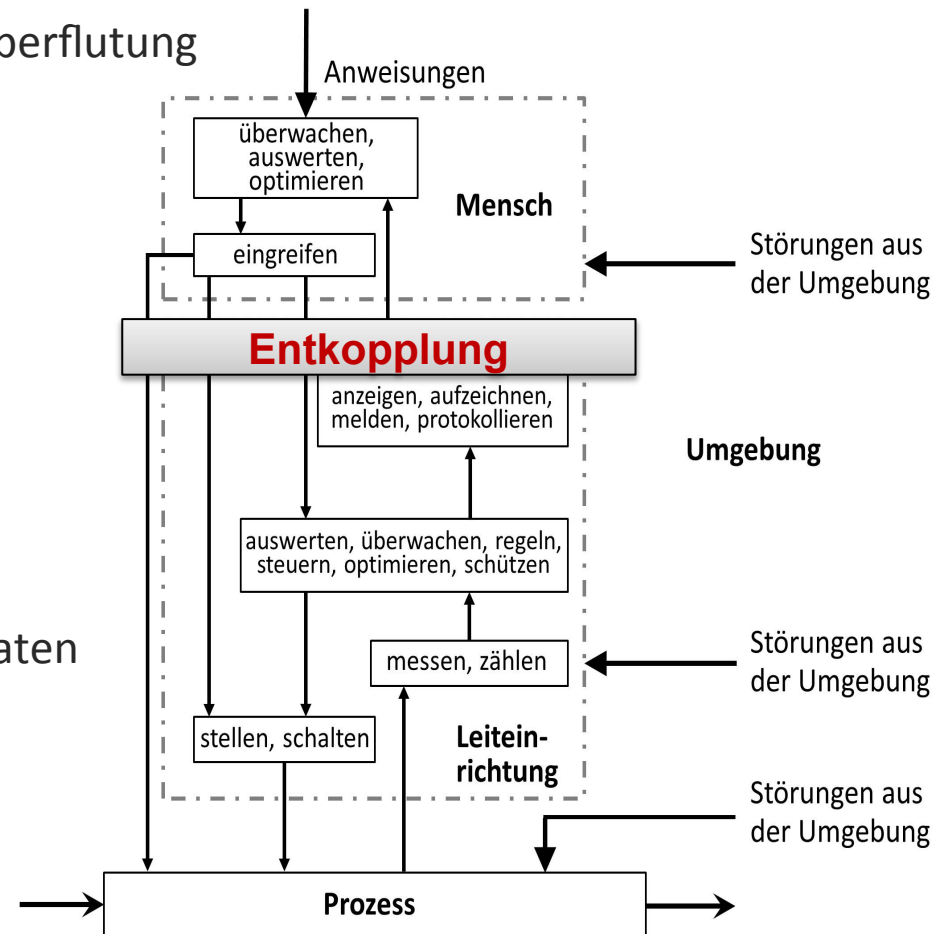 berflutung
Anweisungen
überwachen,
auswerten,
optimieren
Mensch
eingreifen
Störungen aus
der Umgebung
Entkopplung
anzeigen, aufzeichnen,
melden, protokollieren
Umgebung
auswerten, überwachen, regeln,
steuern, optimieren, schützen
aten
messen, zählen
Störungen aus
der Umgebung
stellen, schalten
Leitein-
richtung
Störungen aus
der Umgebung
Prozess